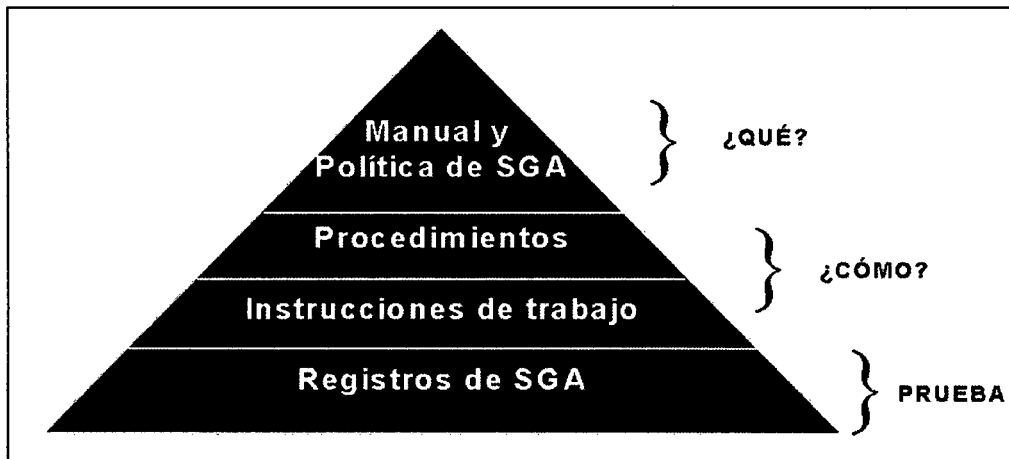 Manual y
Política de SGA
¿QUÉ?
Procedimientos
¿CÓMO?
Instrucciones de trabajo
Registros de SGA
PRUEBA